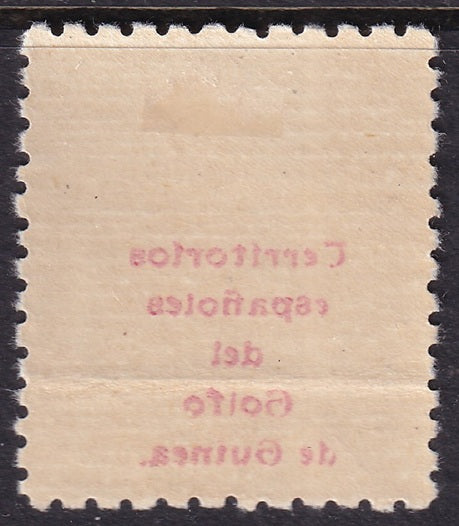 Territorios
españoles
del
Golfo
de Guinea.